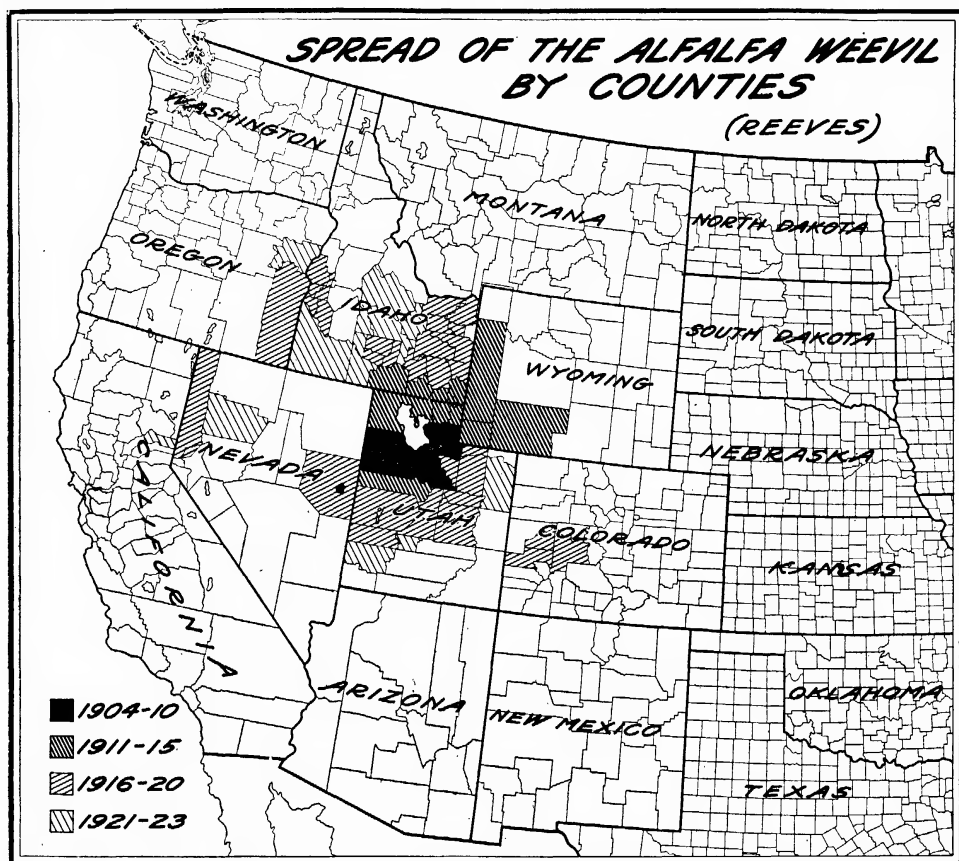 SPREAD OF THE ALFALFA WEEVIL
BY COUNTIES
(REEVES)
WASHINGTON
MONTANA
NORTH DAKOTA
OREGON
IDAHO
SOUTH DAKOTA
WYOMING
NEBRASKA
NEVADA
UTAH
COLORADO
KANSAS
CALIFORNIA
ARIZONA
NEW MEXICO
OKLAHOMA
TEXAS
1904-10
1911-15
1916-20
1921-23